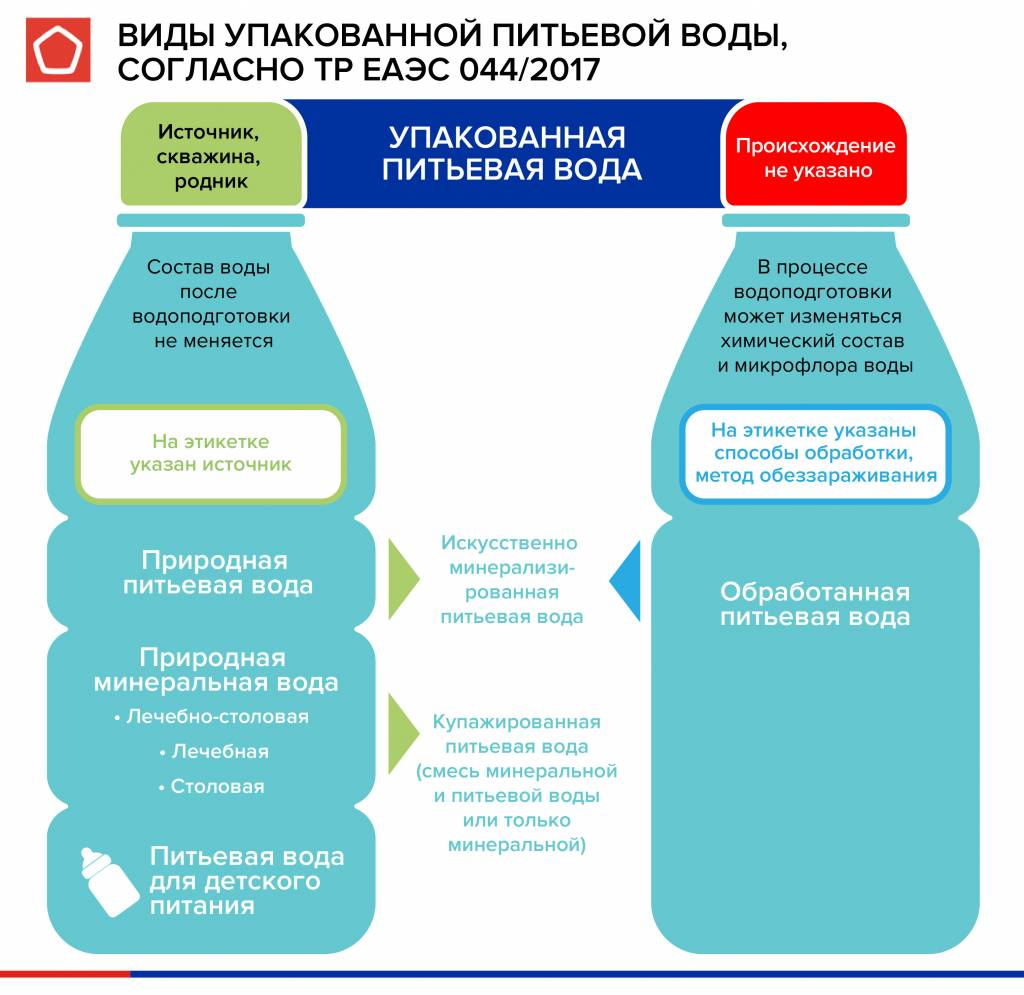 ВИДЫ УПАКОВАННОЙ ПИТЬЕВОЙ ВОДЫ,
СОГЛАСНО ТР ЕАЭС 044/2017
Источник,
скважина,
родник
УПАКОВАННАЯ
ПИТЬЕВАЯ ВОДА
Происхождение
не указано
Состав воды
после
водоподготовки
не меняется
На этикетке
указан источник
В процессе
водоподготовки
может изменяться
химический состав
и микрофлора воды
На этикетке указаны
способы обработки,
метод обеззараживания
Природная
питьевая вода
Искусственно
минерализи-
рованная
питьевая вода
Обработанная
питьевая вода
Природная
минеральная вода
• Лечебно-столовая
• Лечебная
• Столовая
Купажированная
питьевая вода
(смесь минеральной
и питьевой воды
или только
минеральной)
Питьевая вода
для детского
питания